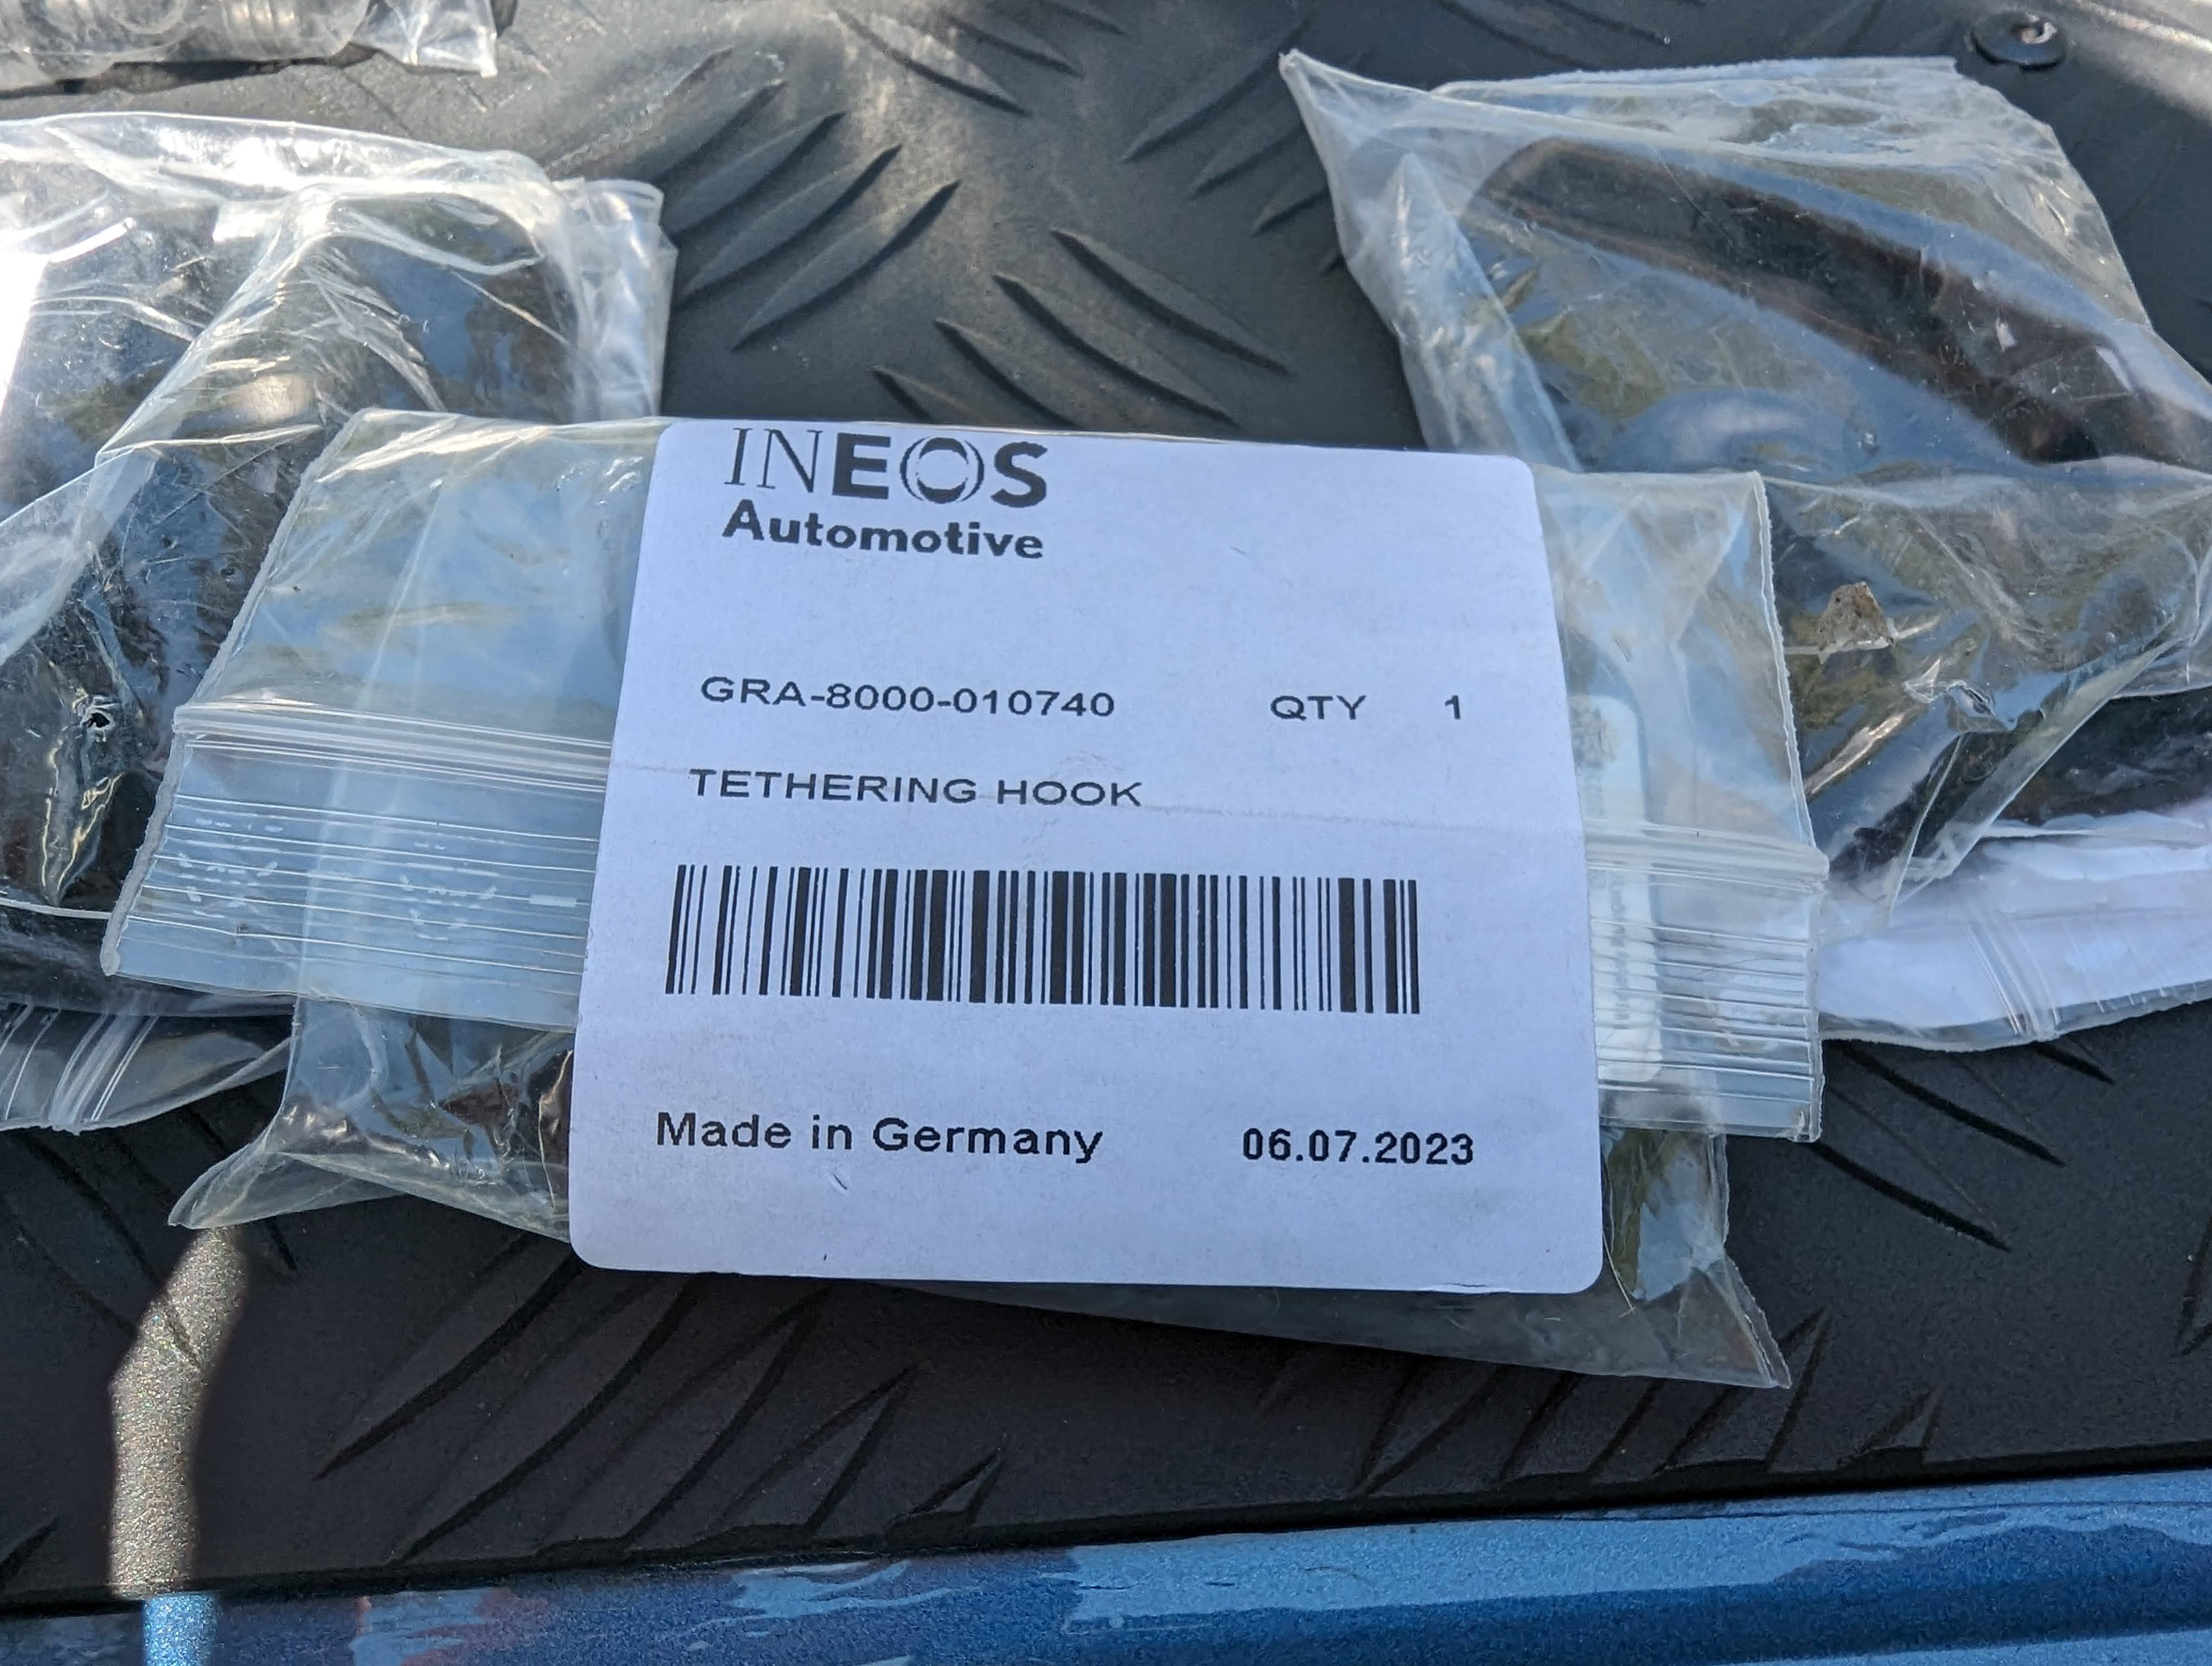 INEOS
Automotive
GRA-8000-010740 QTY 1
TETHERING HOOK
Made in Germany 06.07.2023